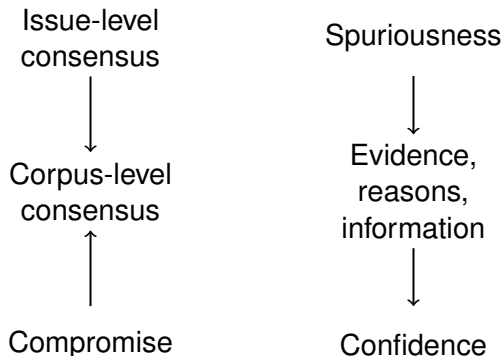 Issue-level
consensus
Corpus-level
consensus
Compromise
Spuriousness
Evidence,
reasons,
information
Confidence